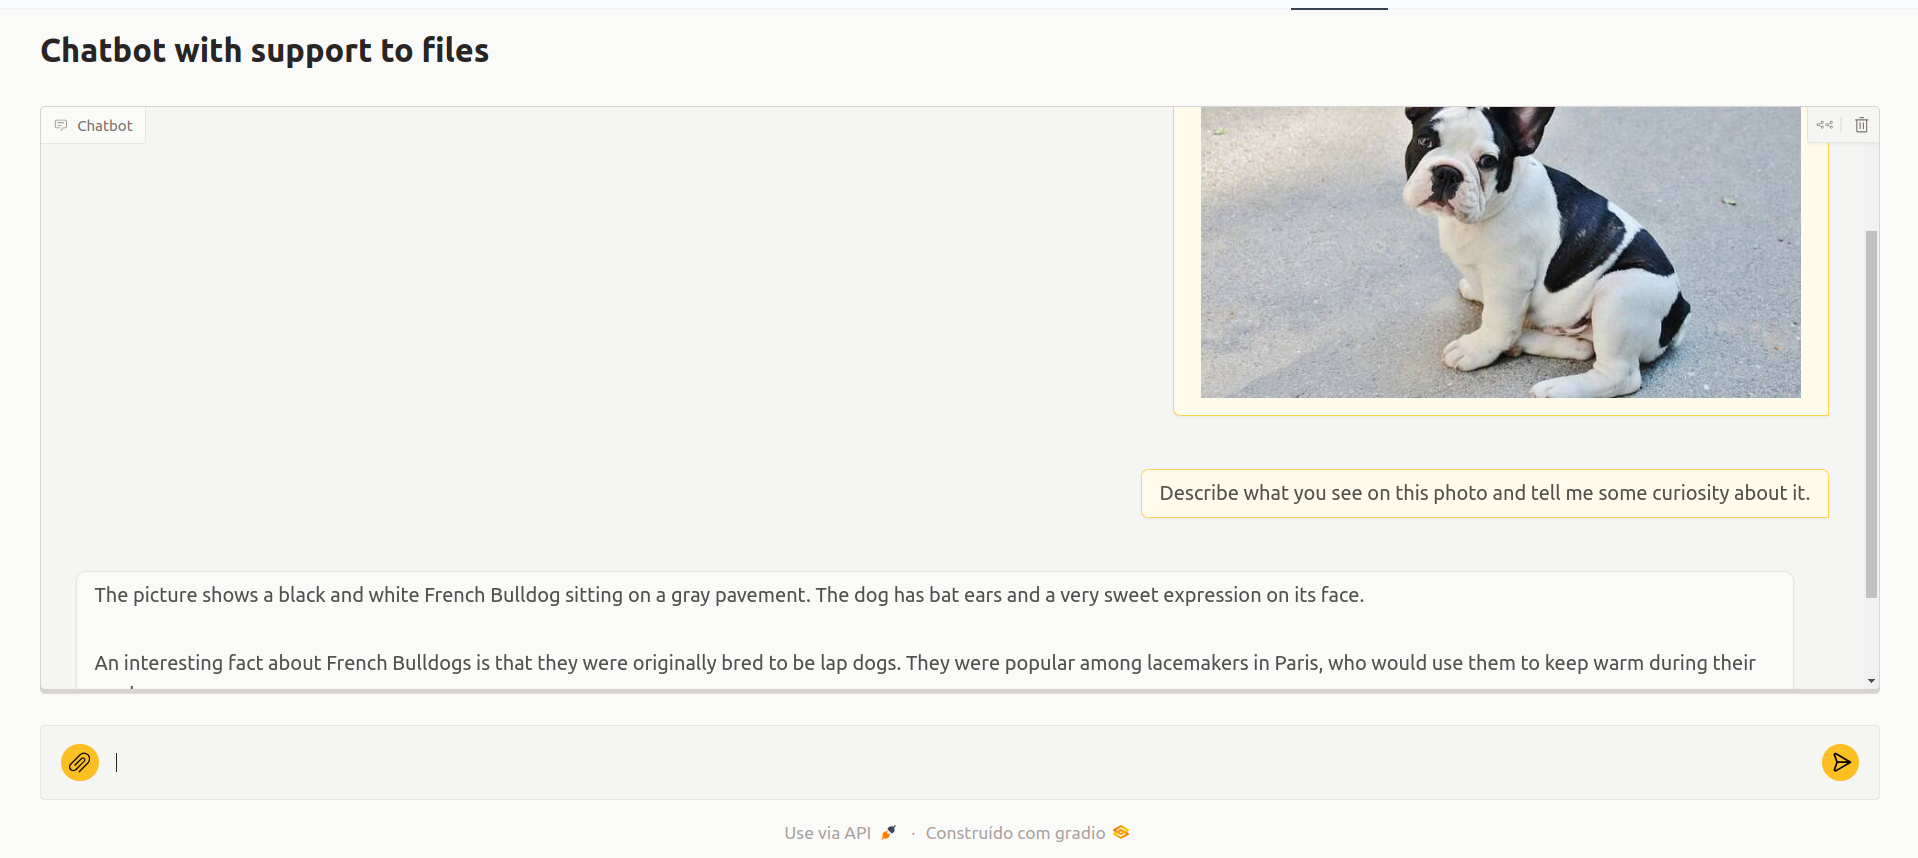 Chatbot with support to files
Chatbot
Describe what you see on this photo and tell me some curiosity about it.
The picture shows a black and white French Bulldog sitting on a gray pavement. The dog has bat ears and a very sweet expression on its face.
An interesting fact about French Bulldogs is that they were originally bred to be lap dogs. They were popular among lacemakers in Paris, who would use them to keep warm during their
Use via API · Construído com gradio